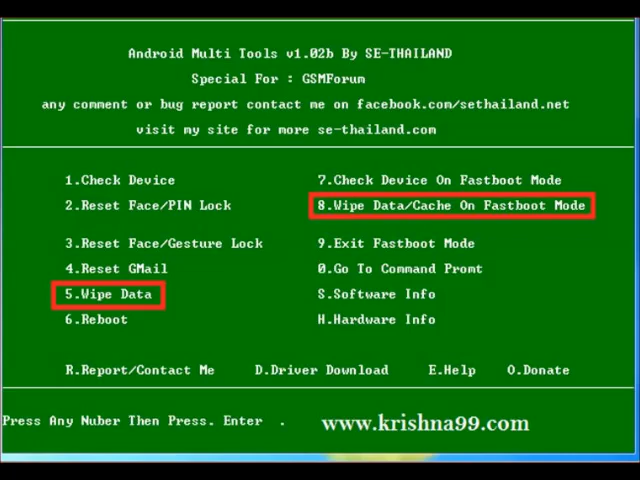 Android Multi Tools v1.02b By SE-THAILAND
Special For : GSMForum
any comment or bug report contact me on facebook.com/sethailand.net
visit my site for more se-thailand.com
1.Check Device
7.Check Device On Fastboot Mode
2.Reset Face/PIN Lock
8.Wipe Data/Cache On Fastboot Mode
3.Reset Face/Gesture Lock
9.Exit Fastboot Mode
4.Reset GMail
0.Go To Command Promt
5.Wipe Data
S.Software Info
6.Reboot
H.Hardware Info
R.Report/Contact Me D.Driver Download E.Help O.Donate
Press Any Nuber Then Press. Enter .
www.krishna99.com